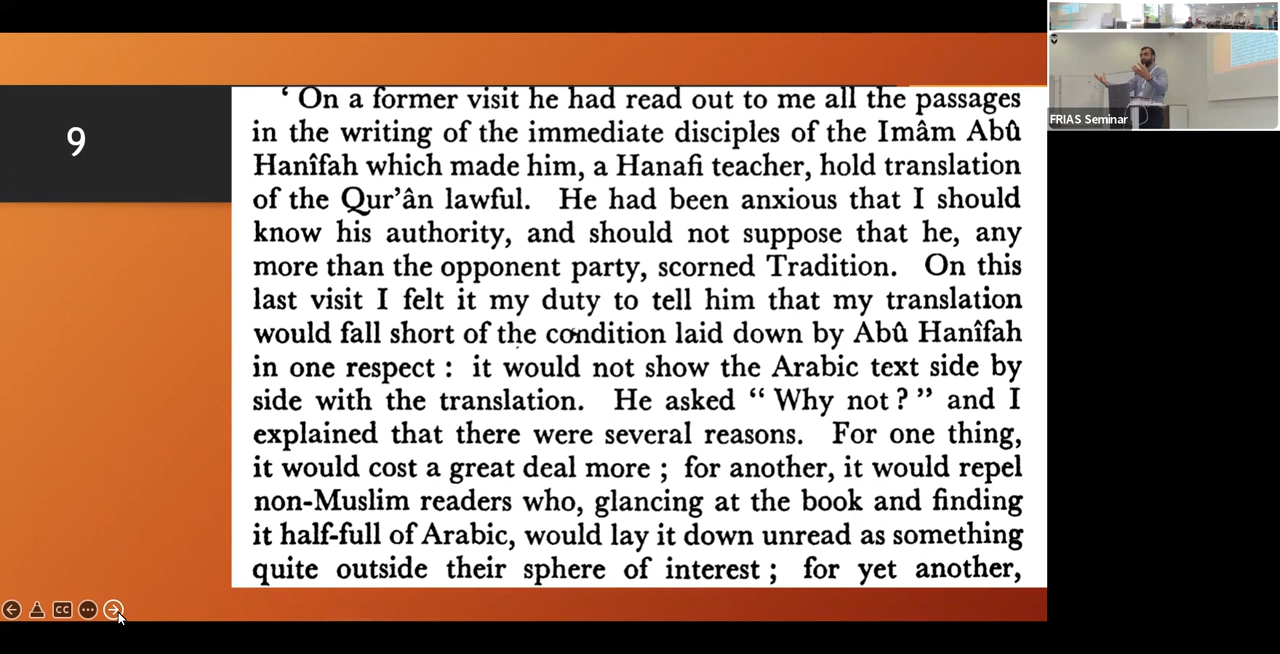 9
‘ On a former visit he had read out to me all the passages
in the writing of the immediate disciples of the Imâm Abû
Hanîfah which made him, a Hanafi teacher, hold translation
of the Qur’ân lawful. He had been anxious that I should
know his authority, and should not suppose that he, any
more than the opponent party, scorned Tradition. On this
last visit I felt it my duty to tell him that my translation
would fall short of the condition laid down by Abû Hanîfah
in one respect : it would not show the Arabic text side by
side with the translation. He asked “ Why not ? ” and I
explained that there were several reasons. For one thing,
it would cost a great deal more ; for another, it would repel
non-Muslim readers who, glancing at the book and finding
it half-full of Arabic, would lay it down unread as something
quite outside their sphere of interest ; for yet another,
CC
FRIAS Seminar